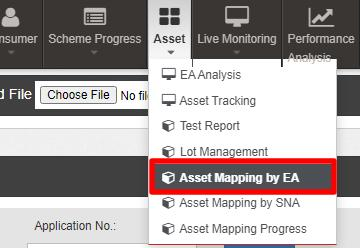 nsumer
Scheme Progress
Asset
Live Monitoring
Performance
Analysis
d File
Choose File
No fil
EA Analysis
Asset Tracking
Test Report
Lot Management
Asset Mapping by EA
Asset Mapping by SNA
Asset Mapping Progress
Application No.: